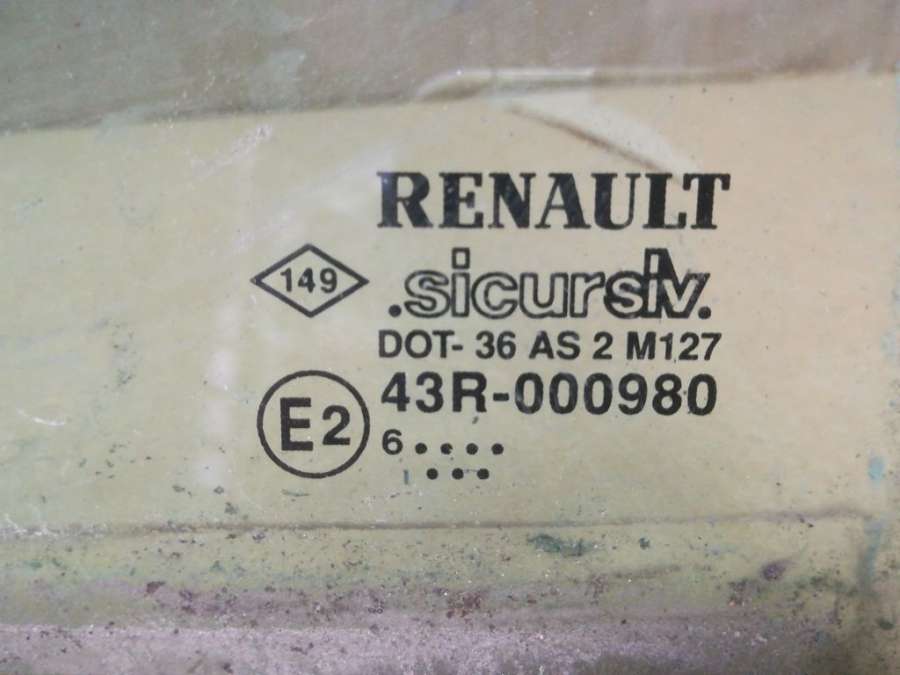 RENAULT
149
.sicursiv.
DOT- 36 AS 2 M127
E2
43R-000980
6 . . . .
. . .